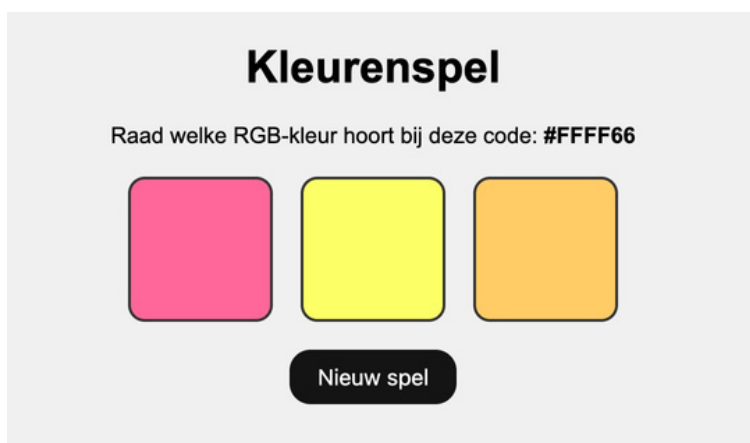 Kleurenspel
Raad welke RGB-kleur hoort bij deze code: #FFFF66
Nieuw spel